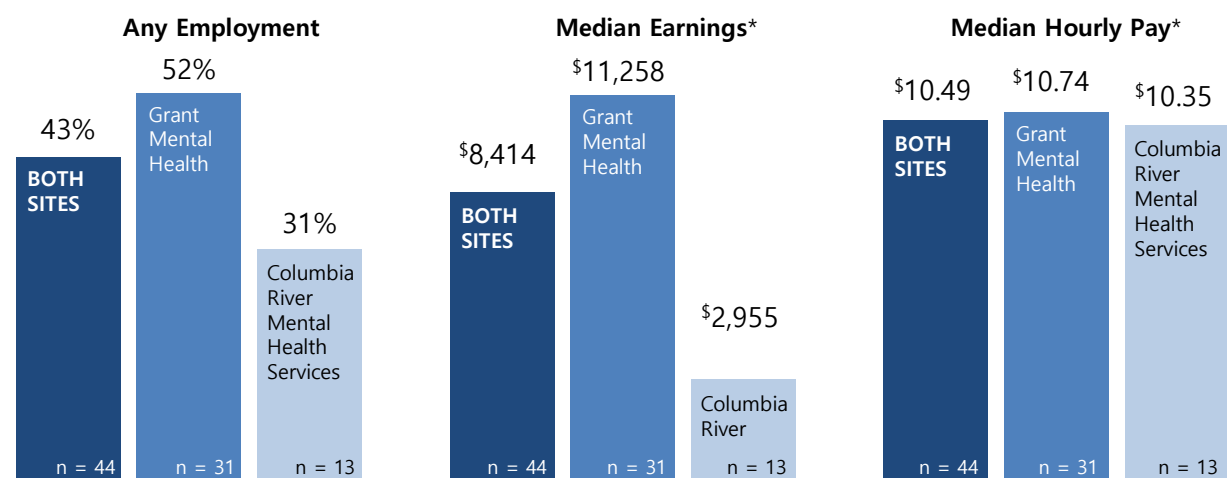 Any Employment
43%
BOTH
SITES
n = 44
52%
Grant
Mental
Health
n = 31
31%
Columbia
River
Mental
Health
Services
n = 13
Median Earnings*
$8,414
BOTH
SITES
n = 44
$11,258
Grant
Mental
Health
n = 31
$2,955
Columbia
River
n = 13
Median Hourly Pay*
$10.49
BOTH
SITES
n = 44
$10.74
Grant
Mental
Health
n = 31
$10.35
Columbia
River
Mental
Health
Services
n = 13